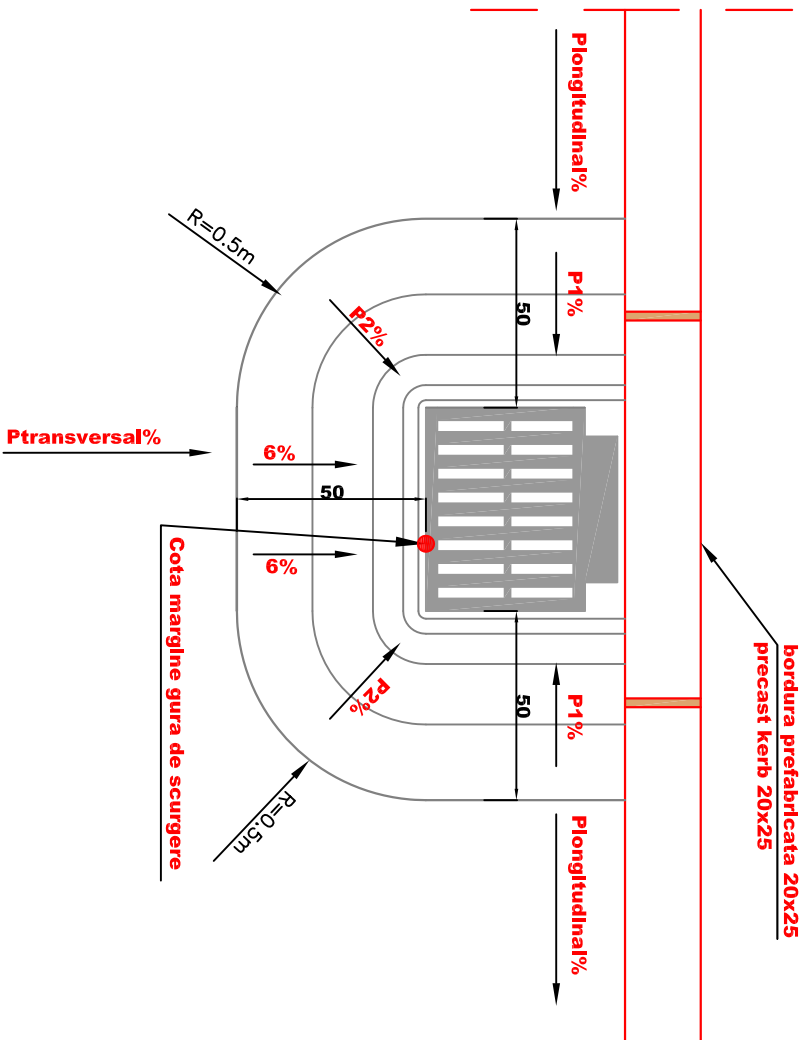 Plongitudinal%
R=0.5m
P1%
50
P2%
Ptransversal%
6%
50
6%
Cota margine gura de scurgere
bordura prefabricata 20x25
precast kerb 20x25
P2%
50
P1%
R=0.5m
Plongitudinal%